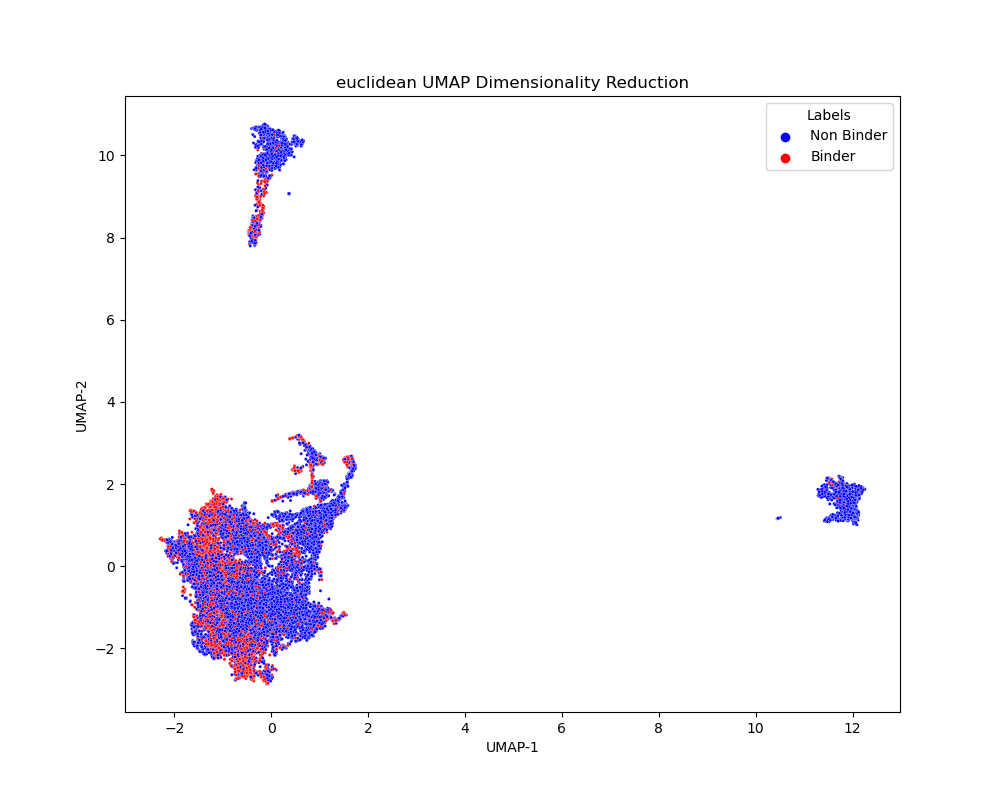 euclidean UMAP Dimensionality Reduction
Labels
Non Binder
Binder
10
8
6
4
2
0
−2
UMAP-2
−2 0 2 4 6 8 10 12
UMAP-1